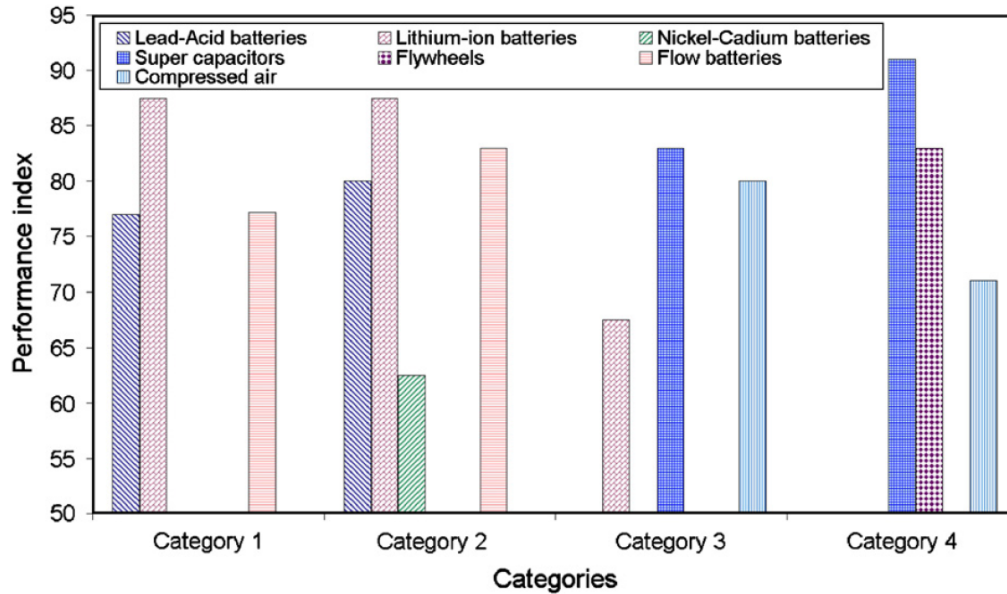 95
90
85
80
75
70
65
60
55
50
Performance index
Lead-Acid batteries Lithium-ion batteries Nickel-Cadium batteries
Super capacitors Flywheels Flow batteries
Compressed air
Category 1 Category 2 Category 3 Category 4
Categories